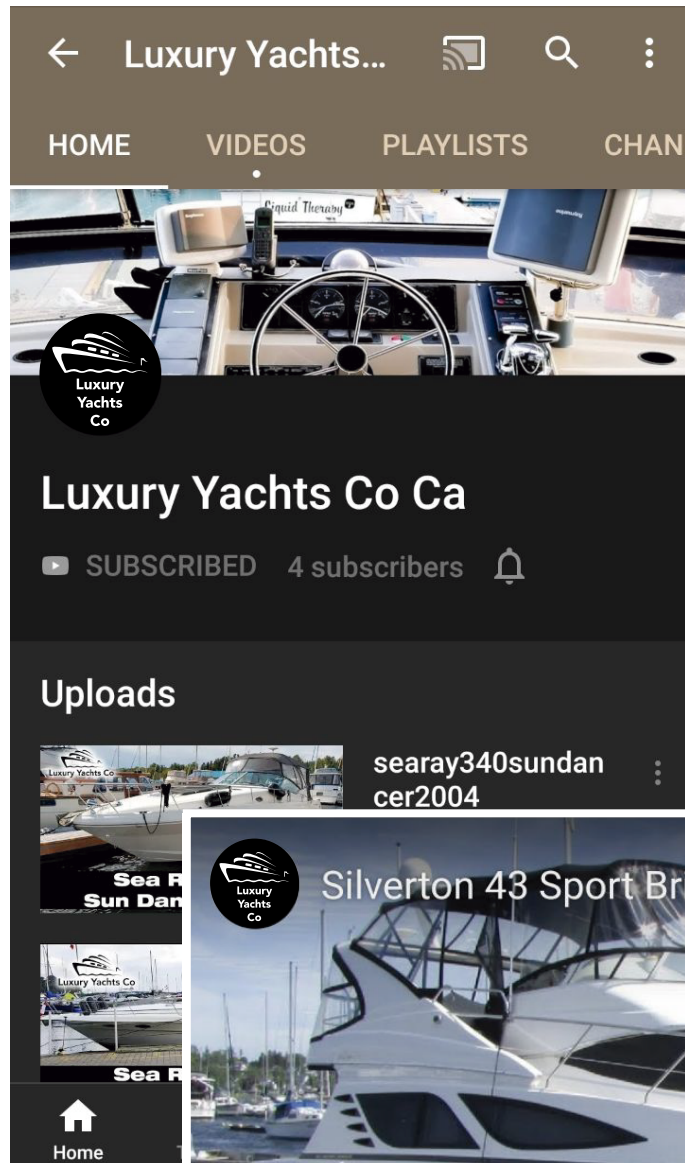 Luxury Yachts...
HOME VIDEOS PLAYLISTS CHAN
Liquid Therapy
Luxury
Yachts
Co
Luxury Yachts Co Ca
SUBSCRIBED 4 subscribers
Uploads
Luxury Yachts Co
searay340sundan
cer2004
Sea R
Sun Dan
Luxury
Yachts
Co
Silverton 43 Sport Br
Luxury Yachts Co
Sea R
Home